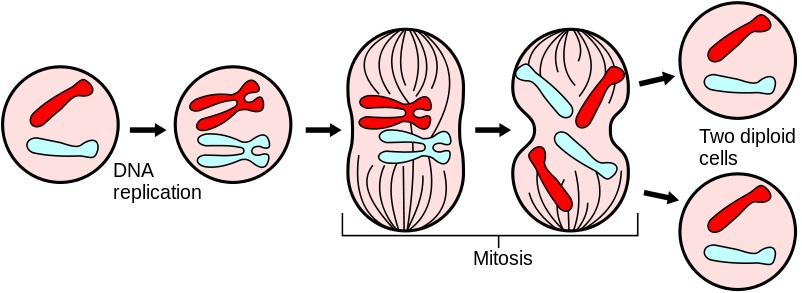 DNA
replication
Mitosis
Two diploid
cells